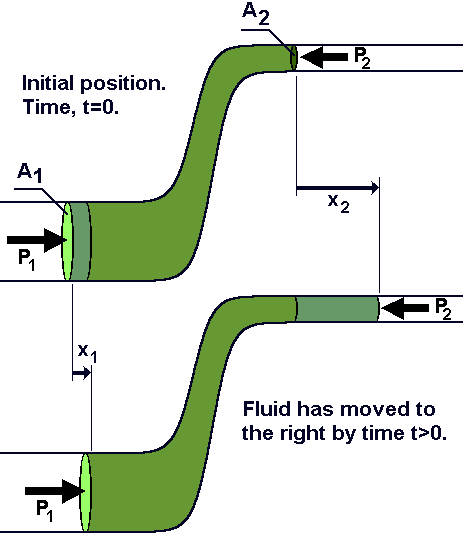 A2
P2
Initial position.
Time, t=0.
A1
x2
P1
P2
x1
Fluid has moved to
the right by time t>0.
P1